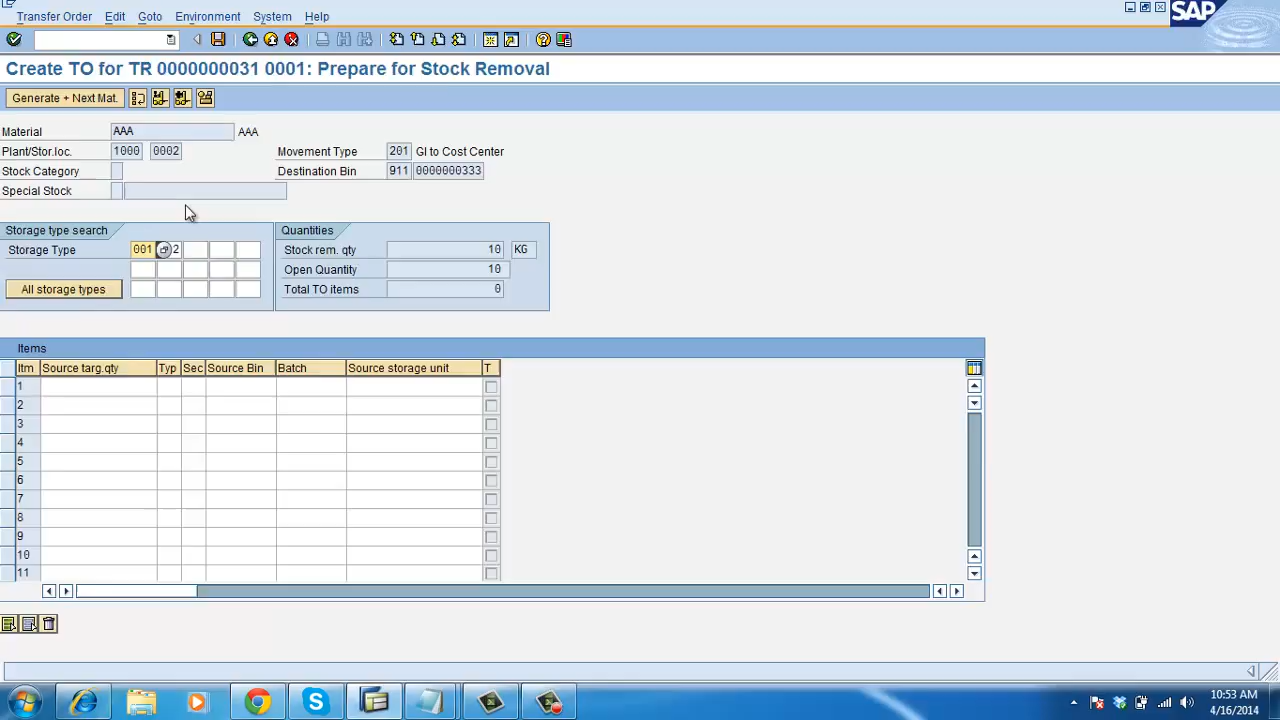 Transfer Order Edit Goto Environment System Help
SAP
Create TO for TR 0000000031 0001: Prepare for Stock Removal
Generate + Next Mat.
Material AAA AAA
Plant/Stor.loc. 1000 0002 Movement Type 201 GI to Cost Center
Stock Category Destination Bin 911 0000000333
Special Stock
Storage type search Quantities
Storage Type 001 2 Stock rem. qty 10 KG
Open Quantity 10
All storage types Total TO items 0
Items
Itm Source targ.qty Typ Sec Source Bin Batch Source storage unit T
1
2
3
4
5
6
7
8
9
10
11
10:53 AM
4/16/2014